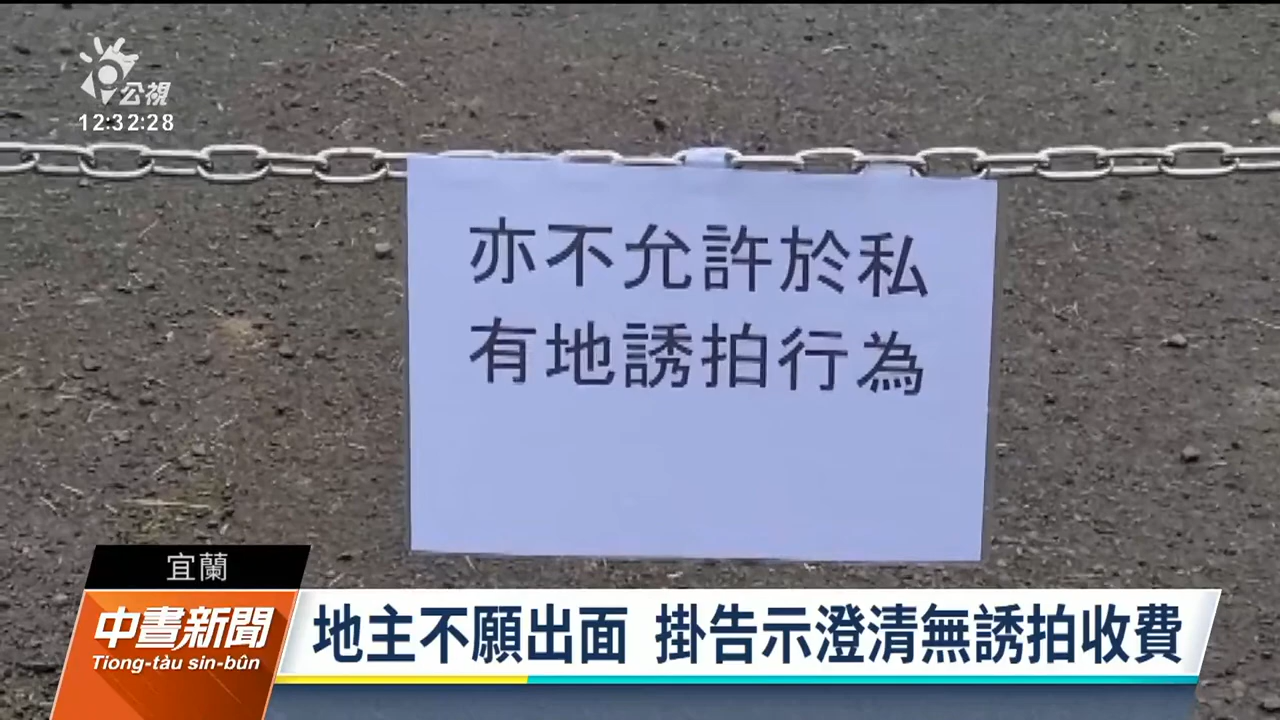 公視
12:32:28
亦不允許於私
有地誘拍行為
宜蘭
中晝新聞
Tiong-tàu sin-bûn
地主不願出面 掛告示澄清無誘拍收費